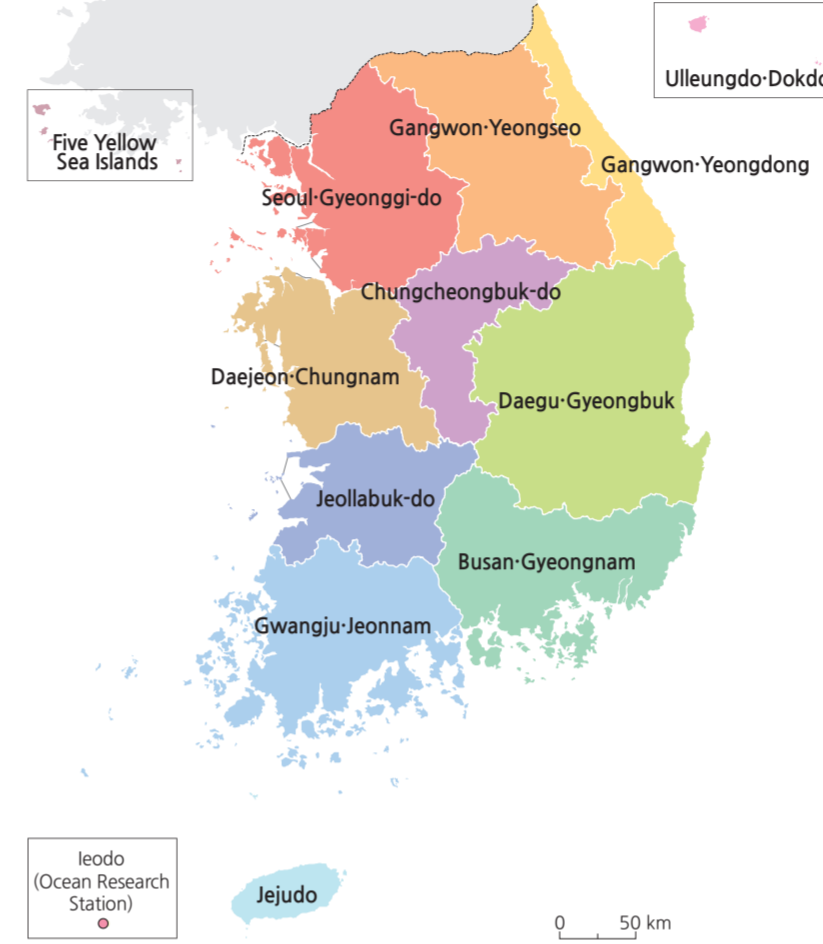 Ulleungdo·Dokdo
Five Yellow
Sea Islands
Gangwon·Yeongseo
Gangwon·Yeongdong
Seoul·Gyeonggi-do
Chungcheongbuk-do
Daejeon·Chungnam
Daegu·Gyeongbuk
Jeollabuk-do
Busan·Gyeongnam
Gwangju·Jeonnam
Ieodo
(Ocean Research
Station)
Jejudo
0 50 km